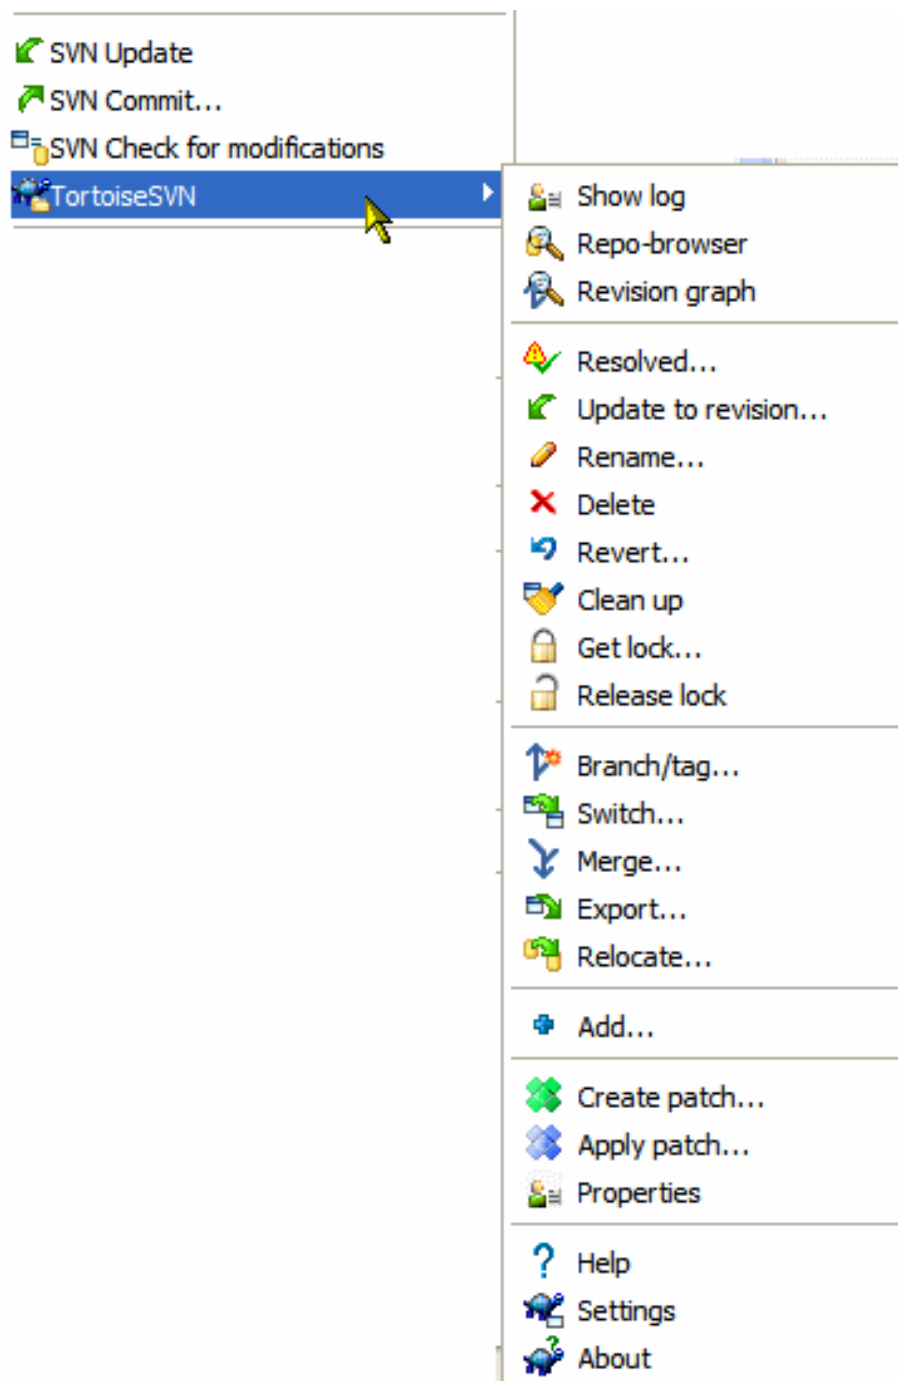 SVN Update
SVN Commit...
SVN Check for modifications
TortoiseSVN
Show log
Repo-browser
Revision graph
Resolved...
Update to revision...
Rename...
Delete
Revert...
Clean up
Get lock...
Release lock
Branch/tag...
Switch...
Merge...
Export...
Relocate...
Add...
Create patch...
Apply patch...
Properties
Help
Settings
About